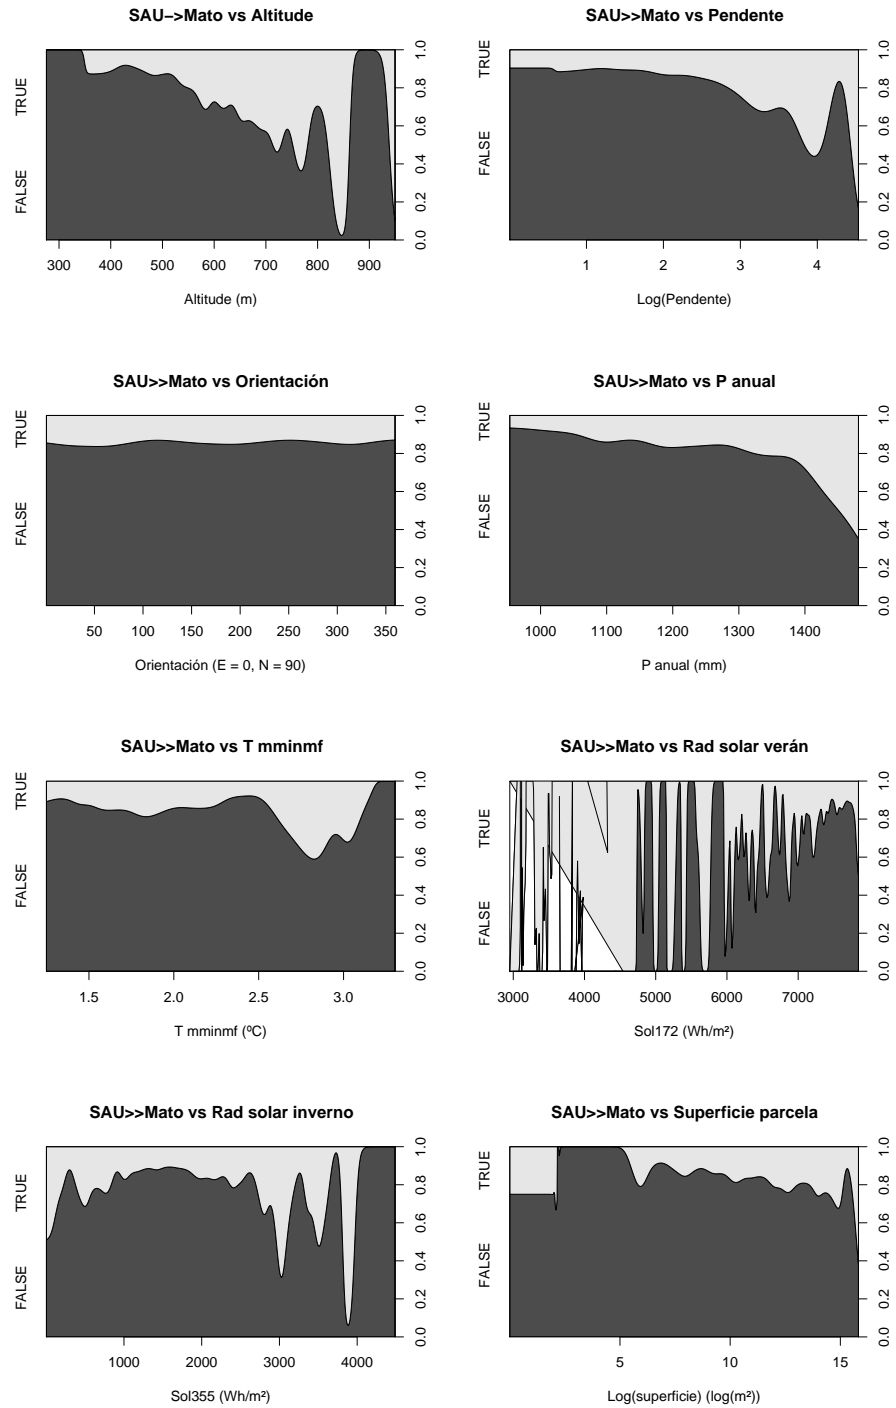 SAU−>Mato vs Altitude
TRUE
FALSE
0.0 0.2 0.4 0.6 0.8 1.0
300 400 500 600 700 800 900
Altitude (m)
SAU>>Mato vs Pendente
TRUE
FALSE
0.0 0.2 0.4 0.6 0.8 1.0
1 2 3 4
Log(Pendente)
SAU>>Mato vs Orientación
TRUE
FALSE
0.0 0.2 0.4 0.6 0.8 1.0
50 100 150 200 250 300 350
Orientación (E = 0, N = 90)
SAU>>Mato vs P anual
TRUE
FALSE
0.0 0.2 0.4 0.6 0.8 1.0
1000 1100 1200 1300 1400
P anual (mm)
SAU>>Mato vs T mminmf
TRUE
FALSE
0.0 0.2 0.4 0.6 0.8 1.0
1.5 2.0 2.5 3.0
T mminmf (ºC)
SAU>>Mato vs Rad solar verán
TRUE
FALSE
0.0 0.2 0.4 0.6 0.8 1.0
3000 4000 5000 6000 7000
Sol172 (Wh/m²)
SAU>>Mato vs Rad solar inverno
TRUE
FALSE
0.0 0.2 0.4 0.6 0.8 1.0
1000 2000 3000 4000
Sol355 (Wh/m²)
SAU>>Mato vs Superficie parcela
TRUE
FALSE
0.0 0.2 0.4 0.6 0.8 1.0
5 10 15
Log(superficie) (log(m²))